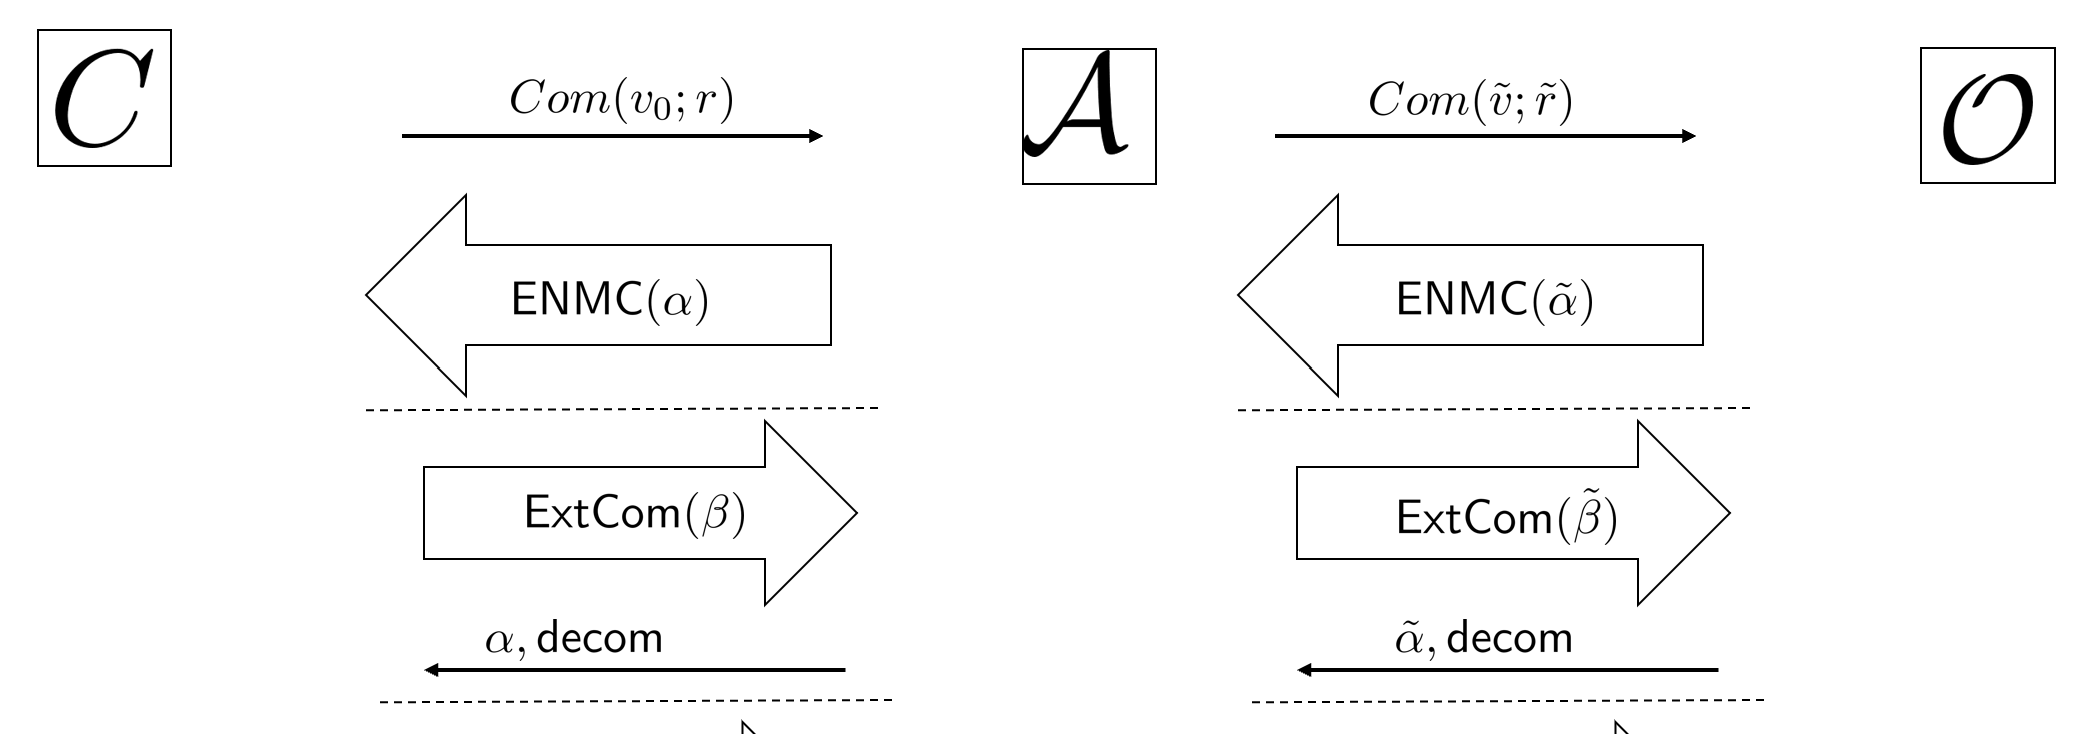 C
𝒜
𝒪
Com(v₀; r)
Com(ṽ; r̃)
ENMC(α)
ENMC(α̃)
ExtCom(β)
ExtCom(β̃)
α, decom
α̃, decom